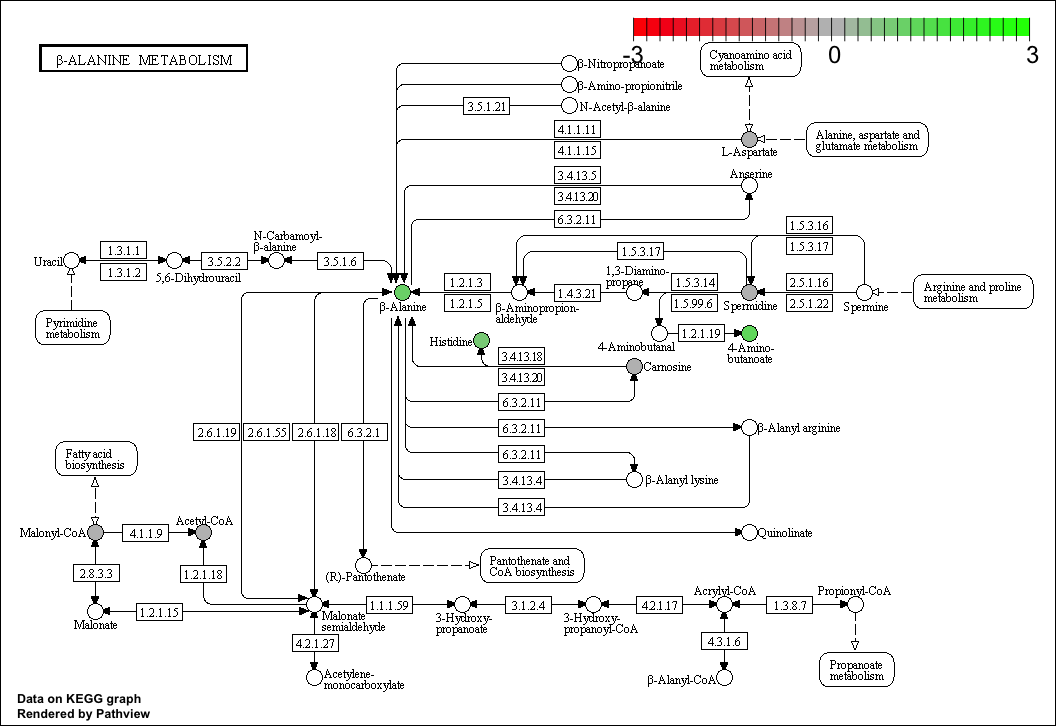 -3
0
3
β-ALANINE METABOLISM
Cyanoamino acid
metabolism
β-Nitropropanoate
β-Amino-propionitrile
3.5.1.21
N-Acetyl-β-alanine
4.1.1.11
4.1.1.15
L-Aspartate
Alanine, aspartate and
glutamate metabolism
3.4.13.5
3.4.13.20
Anserine
6.3.2.11
1.5.3.16
1.5.3.17
1.5.3.17
Uracil
1.3.1.1
1.3.1.2
5,6-Dihydrouracil
3.5.2.2
N-Carbamoyl-
β-alanine
3.5.1.6
β-Alanine
1.2.1.3
1.2.1.5
β-Aminopropion-
aldehyde
1.4.3.21
1,3-Diamino-
propane
1.5.3.14
1.5.99.6
Spermidine
2.5.1.16
2.5.1.22
Spermine
Arginine and proline
metabolism
Pyrimidine
metabolism
4-Aminobutanal
1.2.1.19
4-Amino-
butanoate
Histidine
3.4.13.18
3.4.13.20
Carnosine
6.3.2.11
2.6.1.19
2.6.1.55
2.6.1.18
6.3.2.1
6.3.2.11
β-Alanyl arginine
6.3.2.11
3.4.13.4
β-Alanyl lysine
3.4.13.4
Fatty acid
biosynthesis
Malonyl-CoA
4.1.1.9
Acetyl-CoA
Quinolinate
2.8.3.3
1.2.1.18
(R)-Pantothenate
Pantothenate and
CoA biosynthesis
Malonate
1.2.1.15
Malonate
semialdehyde
1.1.1.59
3-Hydroxy-
propanoate
3.1.2.4
3-Hydroxy-
propanoyl-CoA
4.2.1.17
Acrylyl-CoA
1.3.8.7
Propionyl-CoA
4.2.1.27
4.3.1.6
Acetylene-
monocarboxylate
β-Alanyl-CoA
Propanoate
metabolism
Data on KEGG graph
Rendered by Pathview